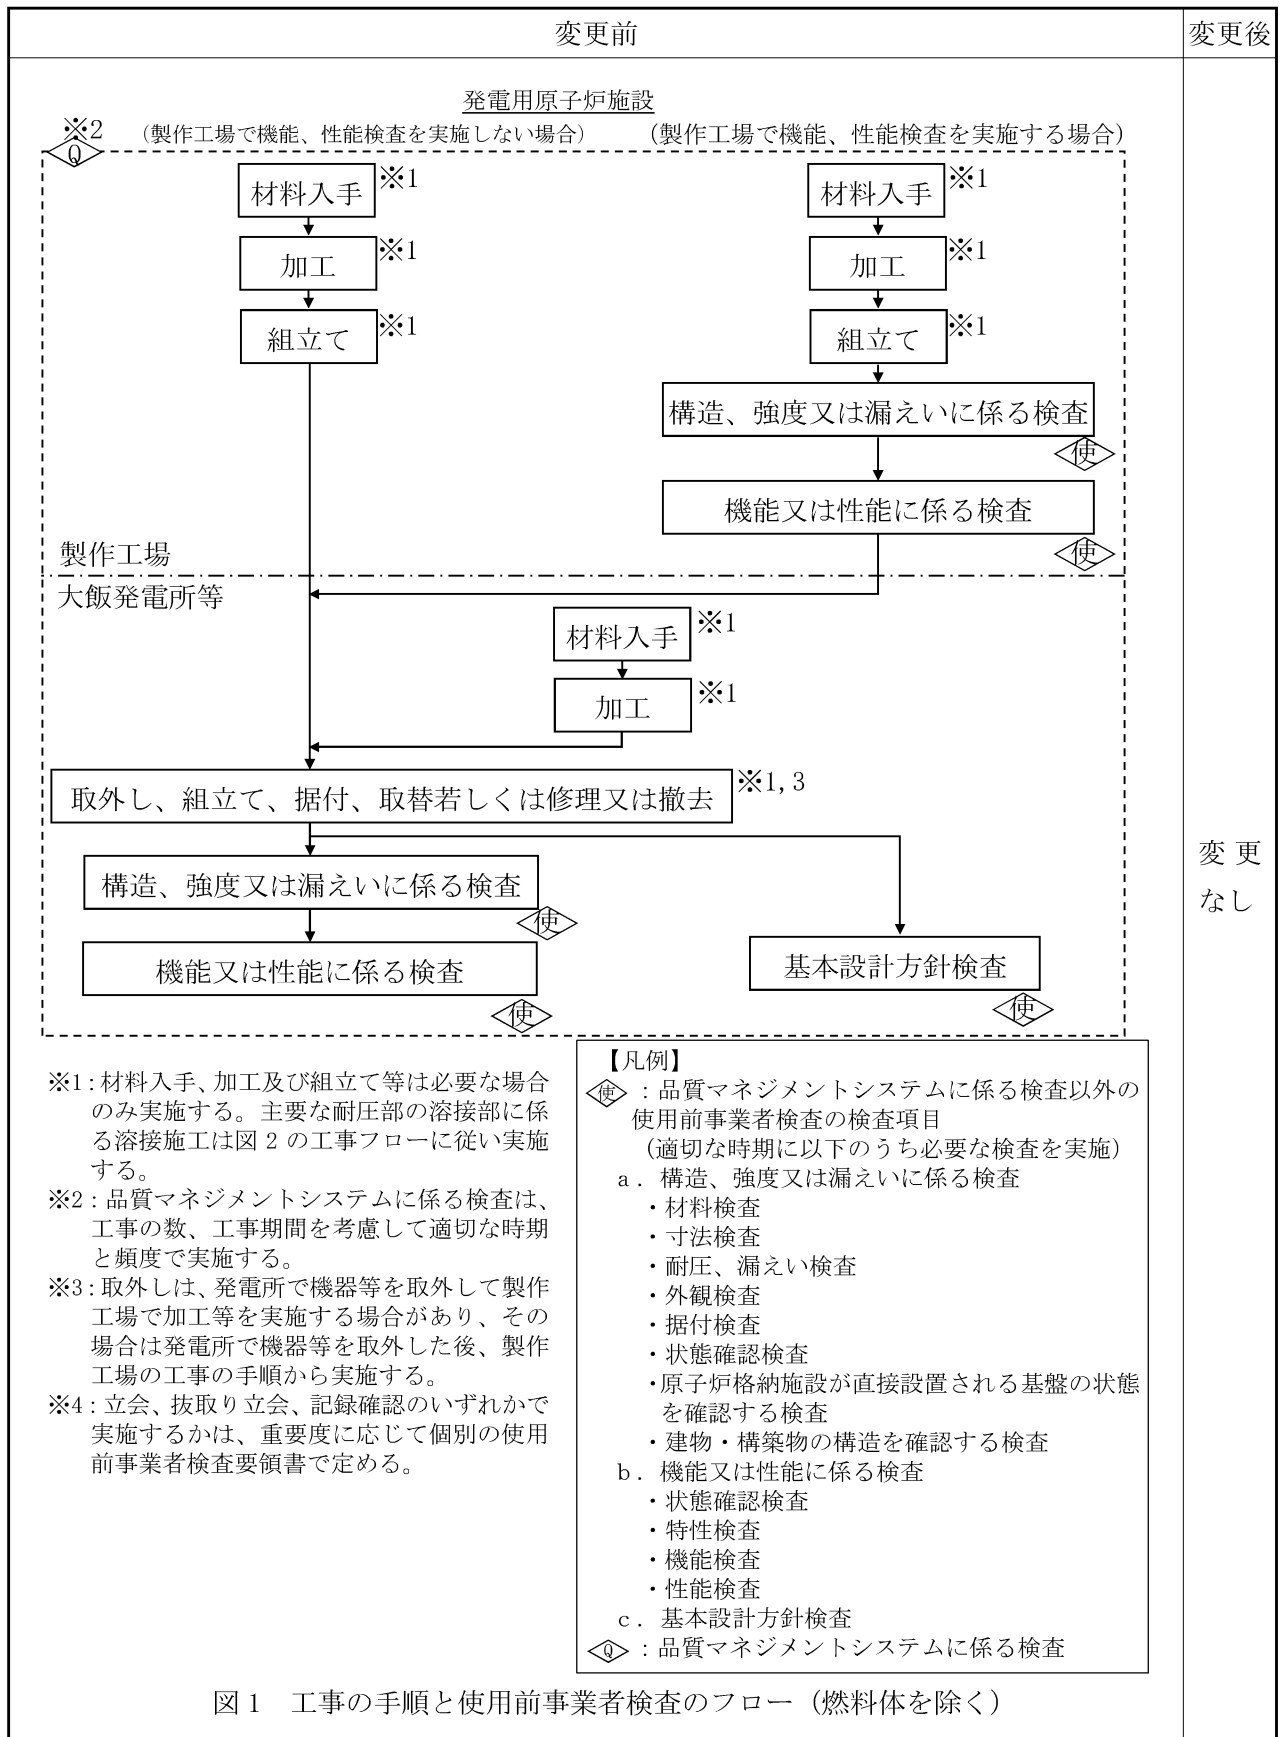 変更前
変更後
発電用原子炉施設
※2
（製作工場で機能、性能検査を実施しない場合）
（製作工場で機能、性能検査を実施する場合）
Q
材料入手
※1
加工
※1
組立て
※1
材料入手
※1
加工
※1
組立て
※1
構造、強度又は漏えいに係る検査
使
機能又は性能に係る検査
使
製作工場
大飯発電所等
材料入手
※1
加工
※1
取外し、組立て、据付、取替若しくは修理又は撤去
※1,3
構造、強度又は漏えいに係る検査
使
機能又は性能に係る検査
使
基本設計方針検査
使
変更
なし
※1：材料入手、加工及び組立て等は必要な場合
のみ実施する。主要な耐圧部の溶接部に係
る溶接施工は図 2 の工事フローに従い実施
する。
※2：品質マネジメントシステムに係る検査は、
工事の数、工事期間を考慮して適切な時期
と頻度で実施する。
※3：取外しは、発電所で機器等を取外して製作
工場で加工等を実施する場合があり、その
場合は発電所で機器等を取外した後、製作
工場の工事の手順から実施する。
※4：立会、抜取り立会、記録確認のいずれかで
実施するかは、重要度に応じて個別の使用
前事業者検査要領書で定める。
【凡例】
使：品質マネジメントシステムに係る検査以外の
使用前事業者検査の検査項目
（適切な時期に以下のうち必要な検査を実施）
a．構造、強度又は漏えいに係る検査
・材料検査
・寸法検査
・耐圧、漏えい検査
・外観検査
・据付検査
・状態確認検査
・原子炉格納施設が直接設置される基盤の状態
を確認する検査
・建物・構築物の構造を確認する検査
b．機能又は性能に係る検査
・状態確認検査
・特性検査
・機能検査
・性能検査
c．基本設計方針検査
Q：品質マネジメントシステムに係る検査
図 1　工事の手順と使用前事業者検査のフロー（燃料体を除く）